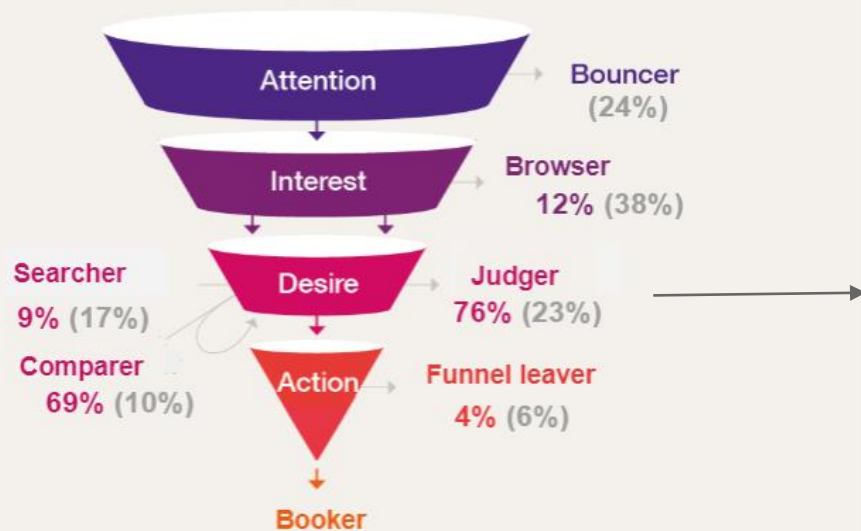 Attention
Bouncer
(24%)
Interest
Browser
12% (38%)
Searcher
9% (17%)
Desire
Judger
76% (23%)
Comparer
69% (10%)
Action
Funnel leaver
4% (6%)
Booker